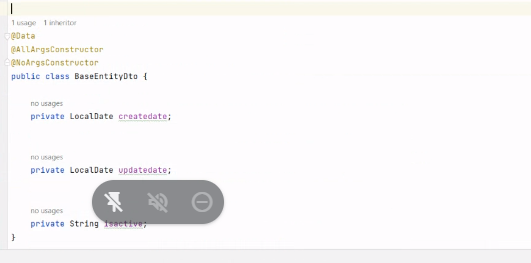 1 usage 1 inheritor
@Data
@AllArgsConstructor
@NoArgsConstructor
public class BaseEntityDto {
no usages
private LocalDate createdate;
no usages
private LocalDate updatedate;
no usages
private String isactive;
}